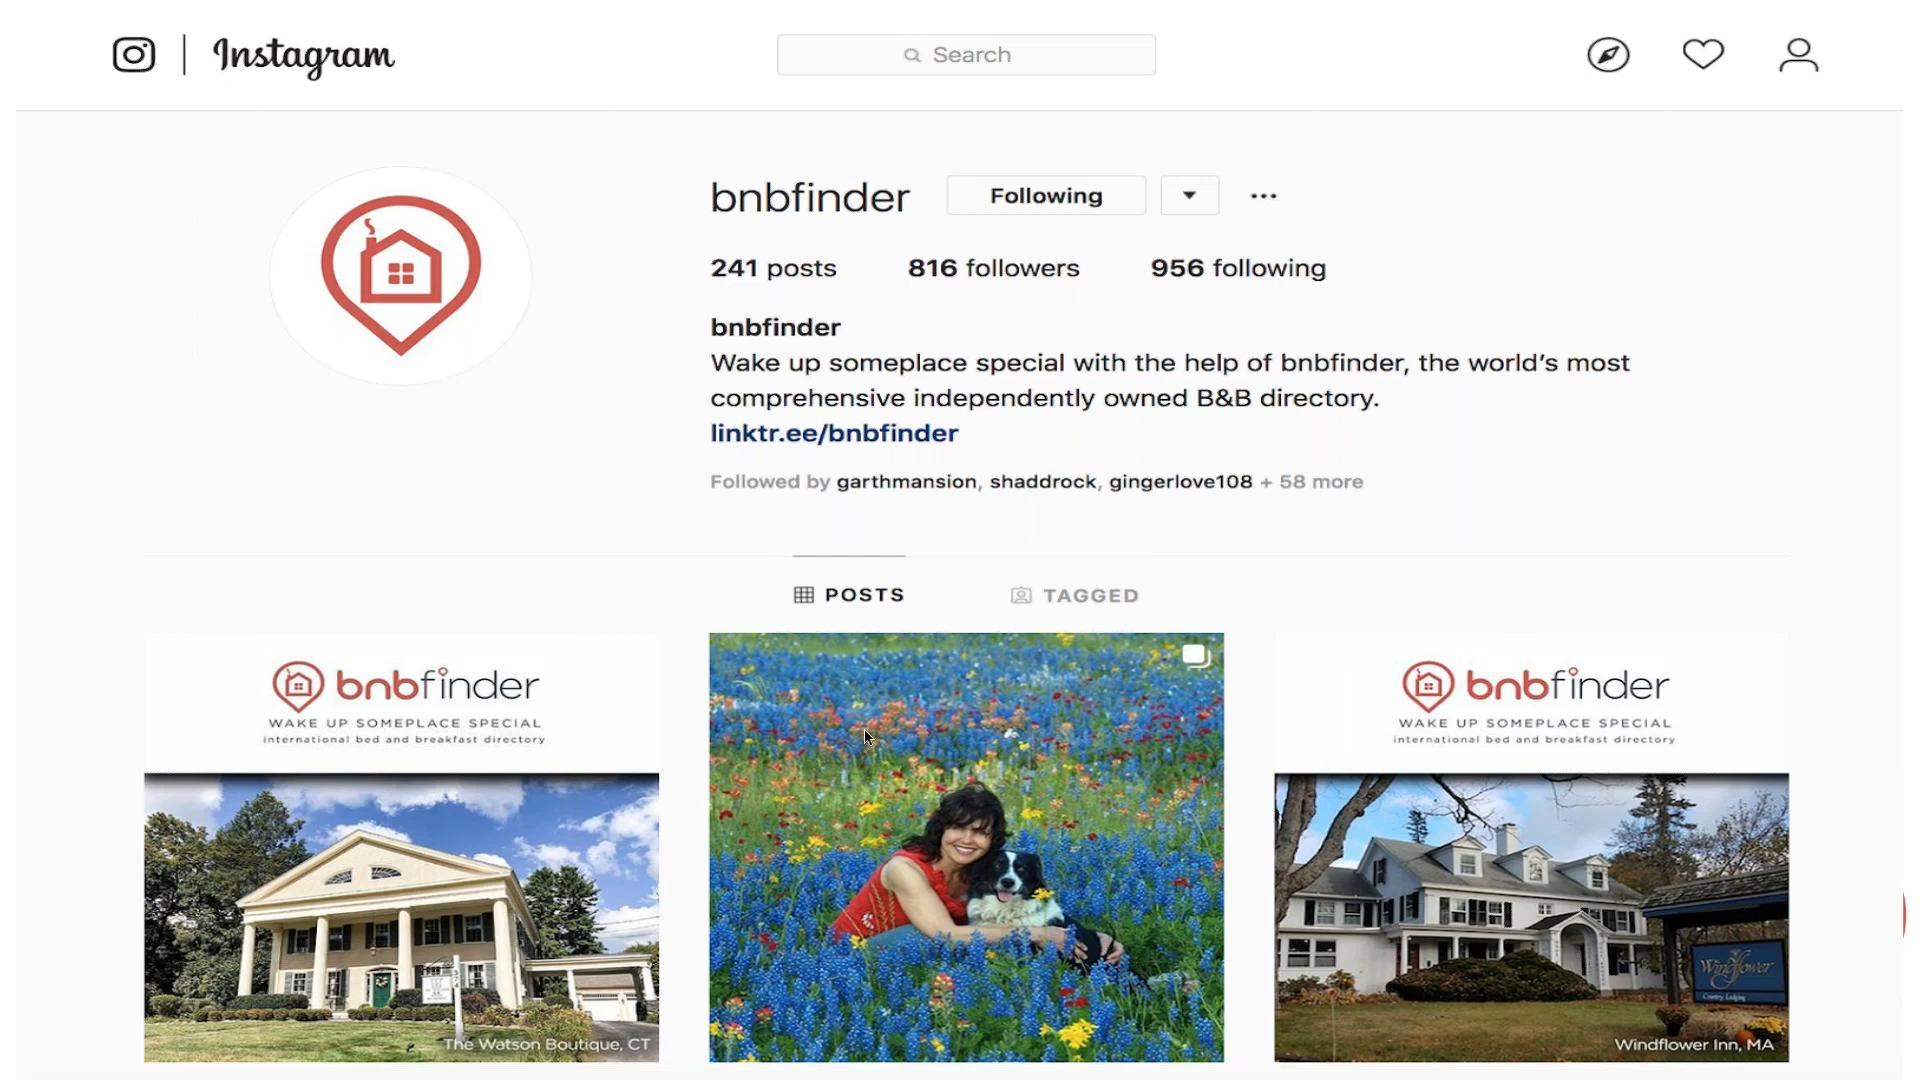 Instagram
Search
bnbfinder
Following
241 posts
816 followers
956 following
bnbfinder
Wake up someplace special with the help of bnbfinder, the world’s most
comprehensive independently owned B&B directory.
linktr.ee/bnbfinder
Followed by garthmansion, shaddrock, gingerlove108 + 58 more
POSTS
TAGGED
bnbfinder
WAKE UP SOMEPLACE SPECIAL
international bed and breakfast directory
The Watson Boutique, CT
bnbfinder
WAKE UP SOMEPLACE SPECIAL
international bed and breakfast directory
Windflower
Country Lodging
Windflower Inn, MA